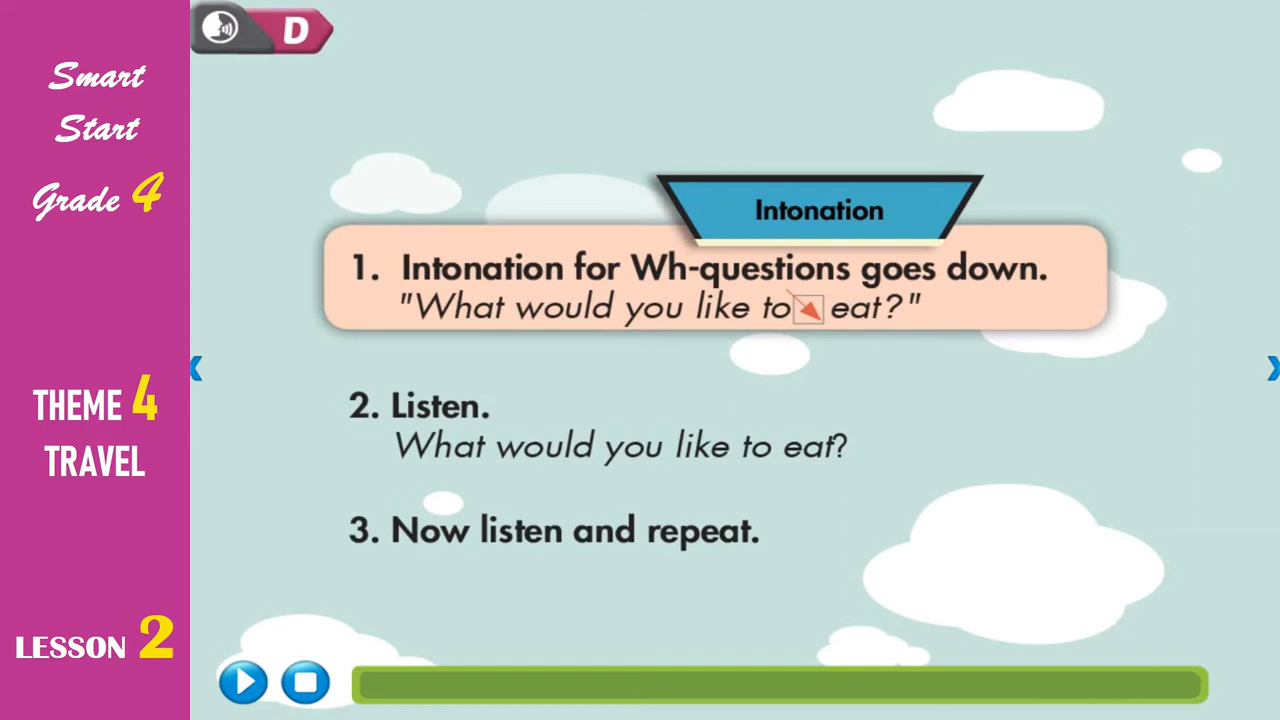 Smart
Start
Grade 4
THEME 4
TRAVEL
LESSON 2
D
Intonation
1. Intonation for Wh-questions goes down.
"What would you like to eat?"
2. Listen.
What would you like to eat?
3. Now listen and repeat.